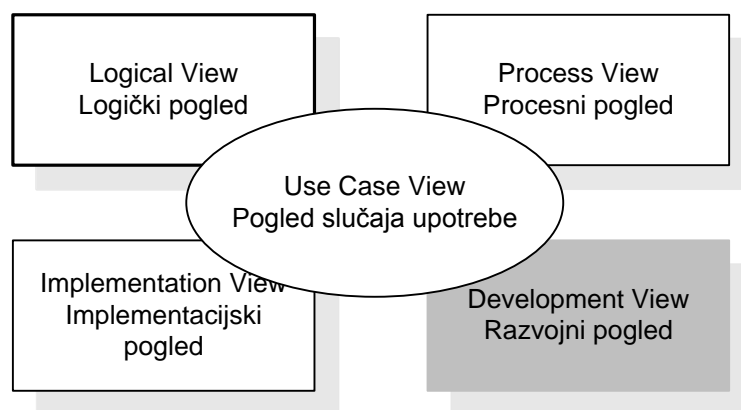 Logical View
Logički pogled
Process View
Procesni pogled
Use Case View
Pogled slučaja upotrebe
Implementation View
Implementacijski
pogled
Development View
Razvojni pogled